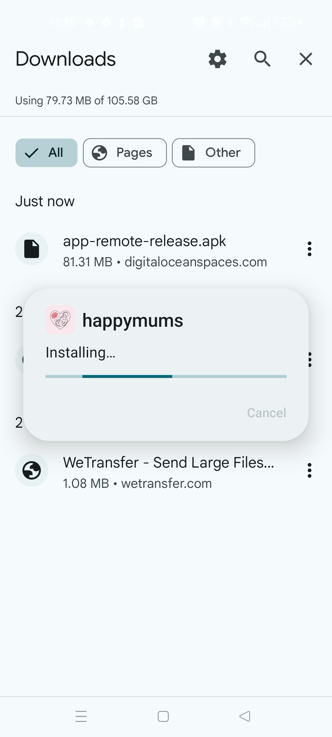 Downloads
Using 79.73 MB of 105.58 GB
All
Pages
Other
Just now
app-remote-release.apk
81.31 MB • digitaloceanspaces.com
2
happymums
Installing...
Cancel
2
WeTransfer - Send Large Files...
1.08 MB • wetransfer.com